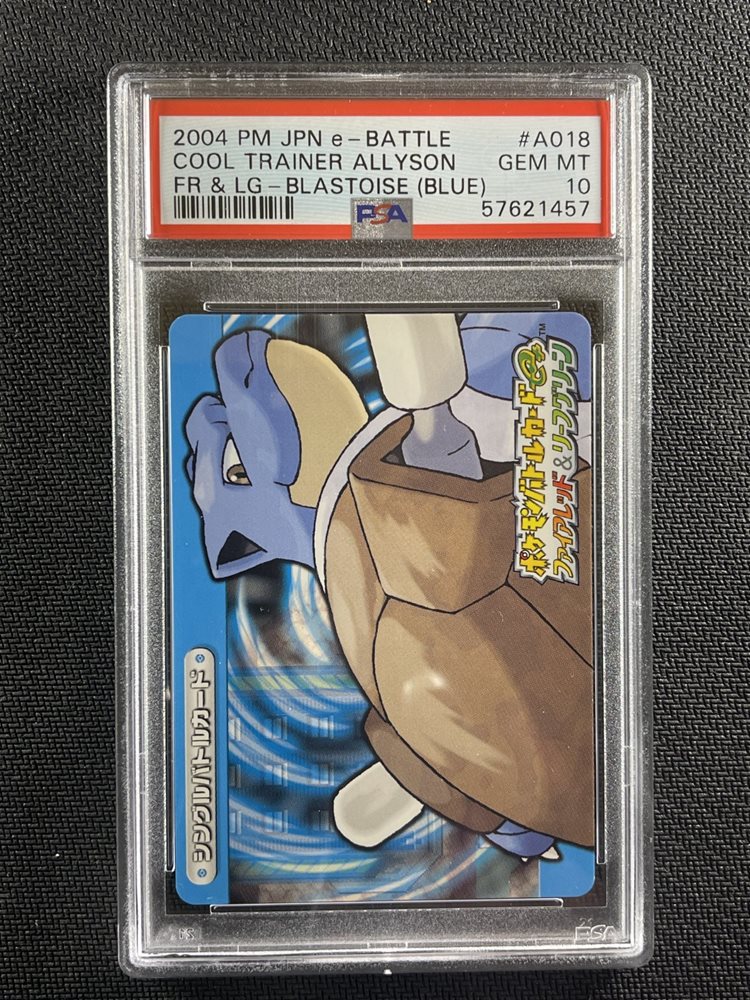 2004 PM JPN e-BATTLE #A018
COOL TRAINER ALLYSON GEM MT
FR & LG-BLASTOISE (BLUE) 10
PSA 57621457
ポケモンバトルカードe+™
ファイアレッド&リーフグリーン
シングルバトルカード
PSA